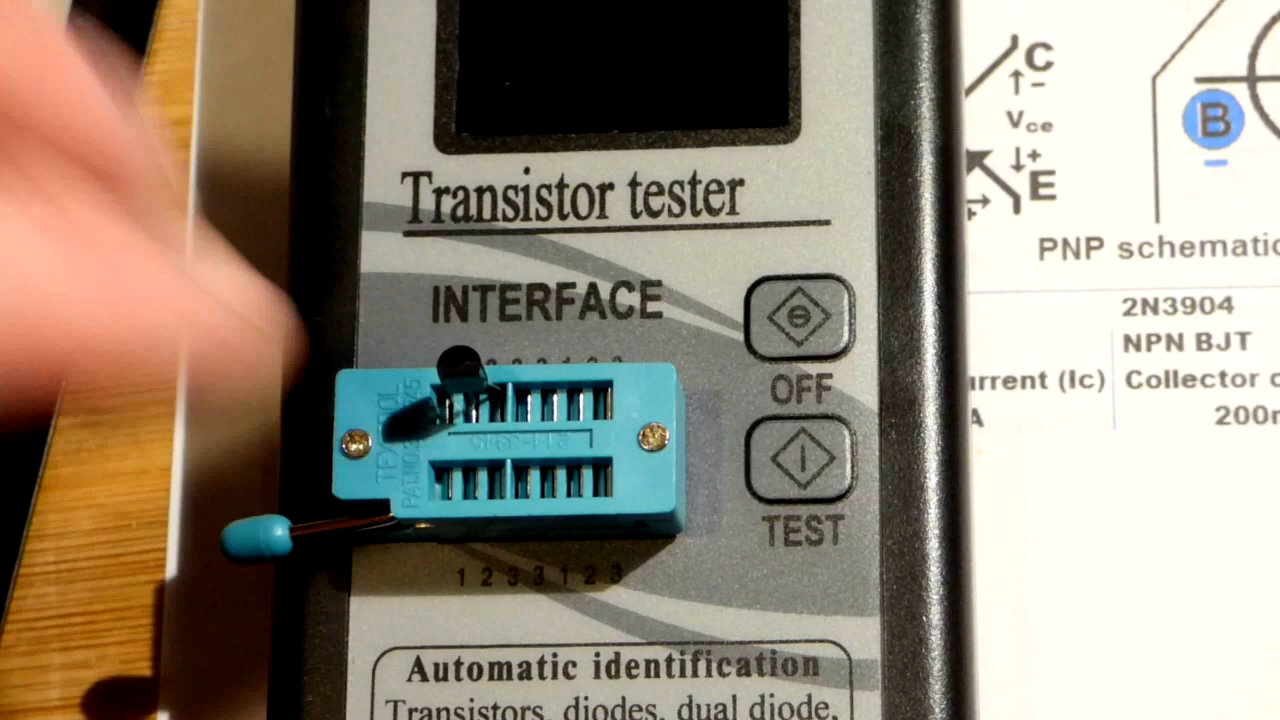 Transistor tester
INTERFACE
OFF
TEST
1 2 3 3 1 2 3
Automatic identification
Transistors, diodes, dual diode,
C
Vce
E
B
PNP schematic
2N3904
NPN BJT
urrent (Ic)
Collector c
A
200m